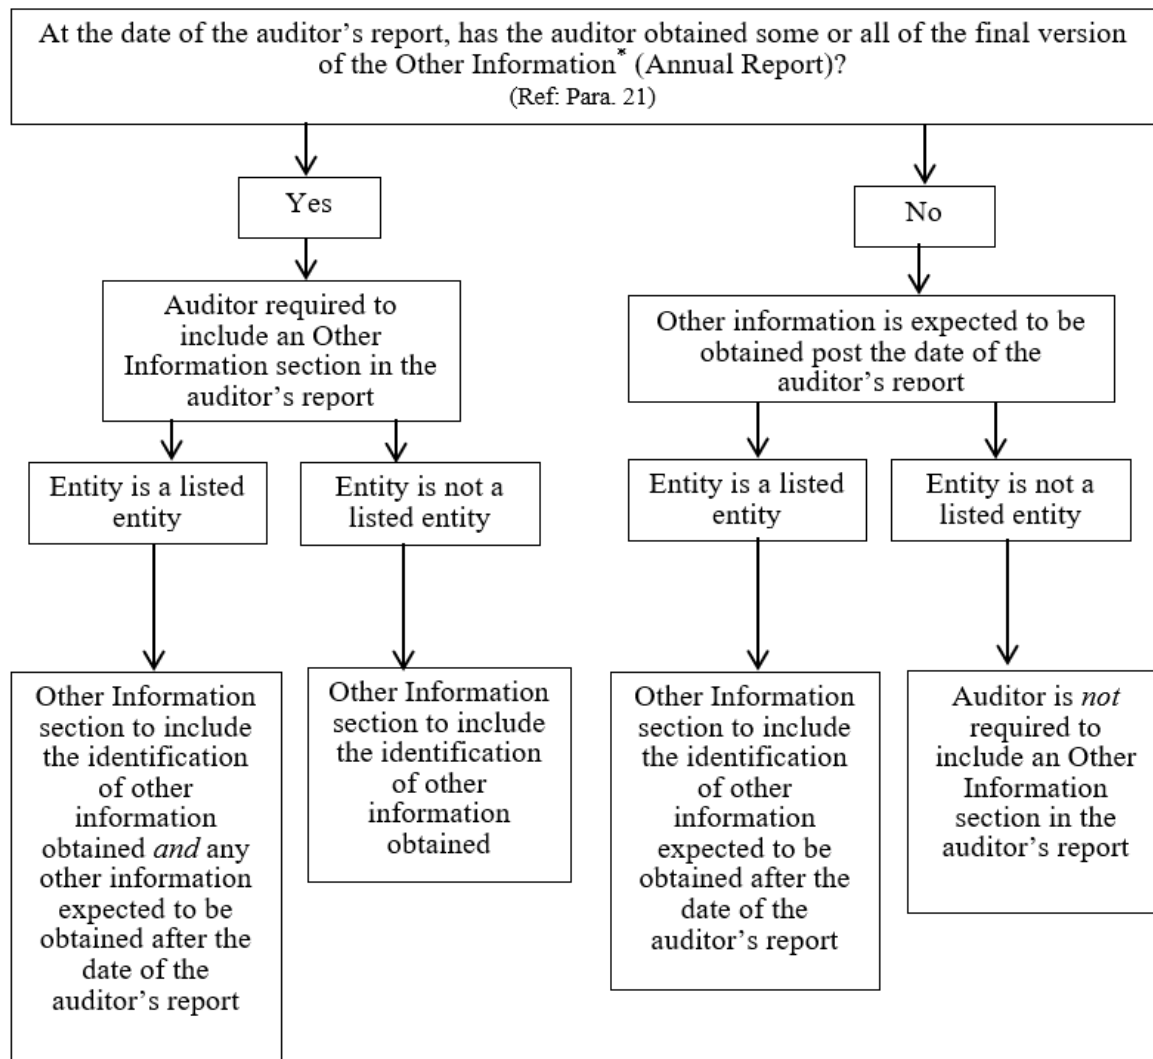 At the date of the auditor’s report, has the auditor obtained some or all of the final version
of the Other Information* (Annual Report)?
(Ref: Para. 21)
Yes
No
Auditor required to
include an Other
Information section in the
auditor’s report
Other information is expected to be
obtained post the date of the
auditor’s report
Entity is a listed
entity
Entity is not a
listed entity
Entity is a listed
entity
Entity is not a
listed entity
Other Information
section to include
the identification
of other
information
obtained and any
other information
expected to be
obtained after the
date of the
auditor’s report
Other Information
section to include
the identification
of other
information
obtained
Other Information
section to include
the identification
of other
information
expected to be
obtained after the
date of the
auditor’s report
Auditor is not
required to
include an Other
Information
section in the
auditor’s report